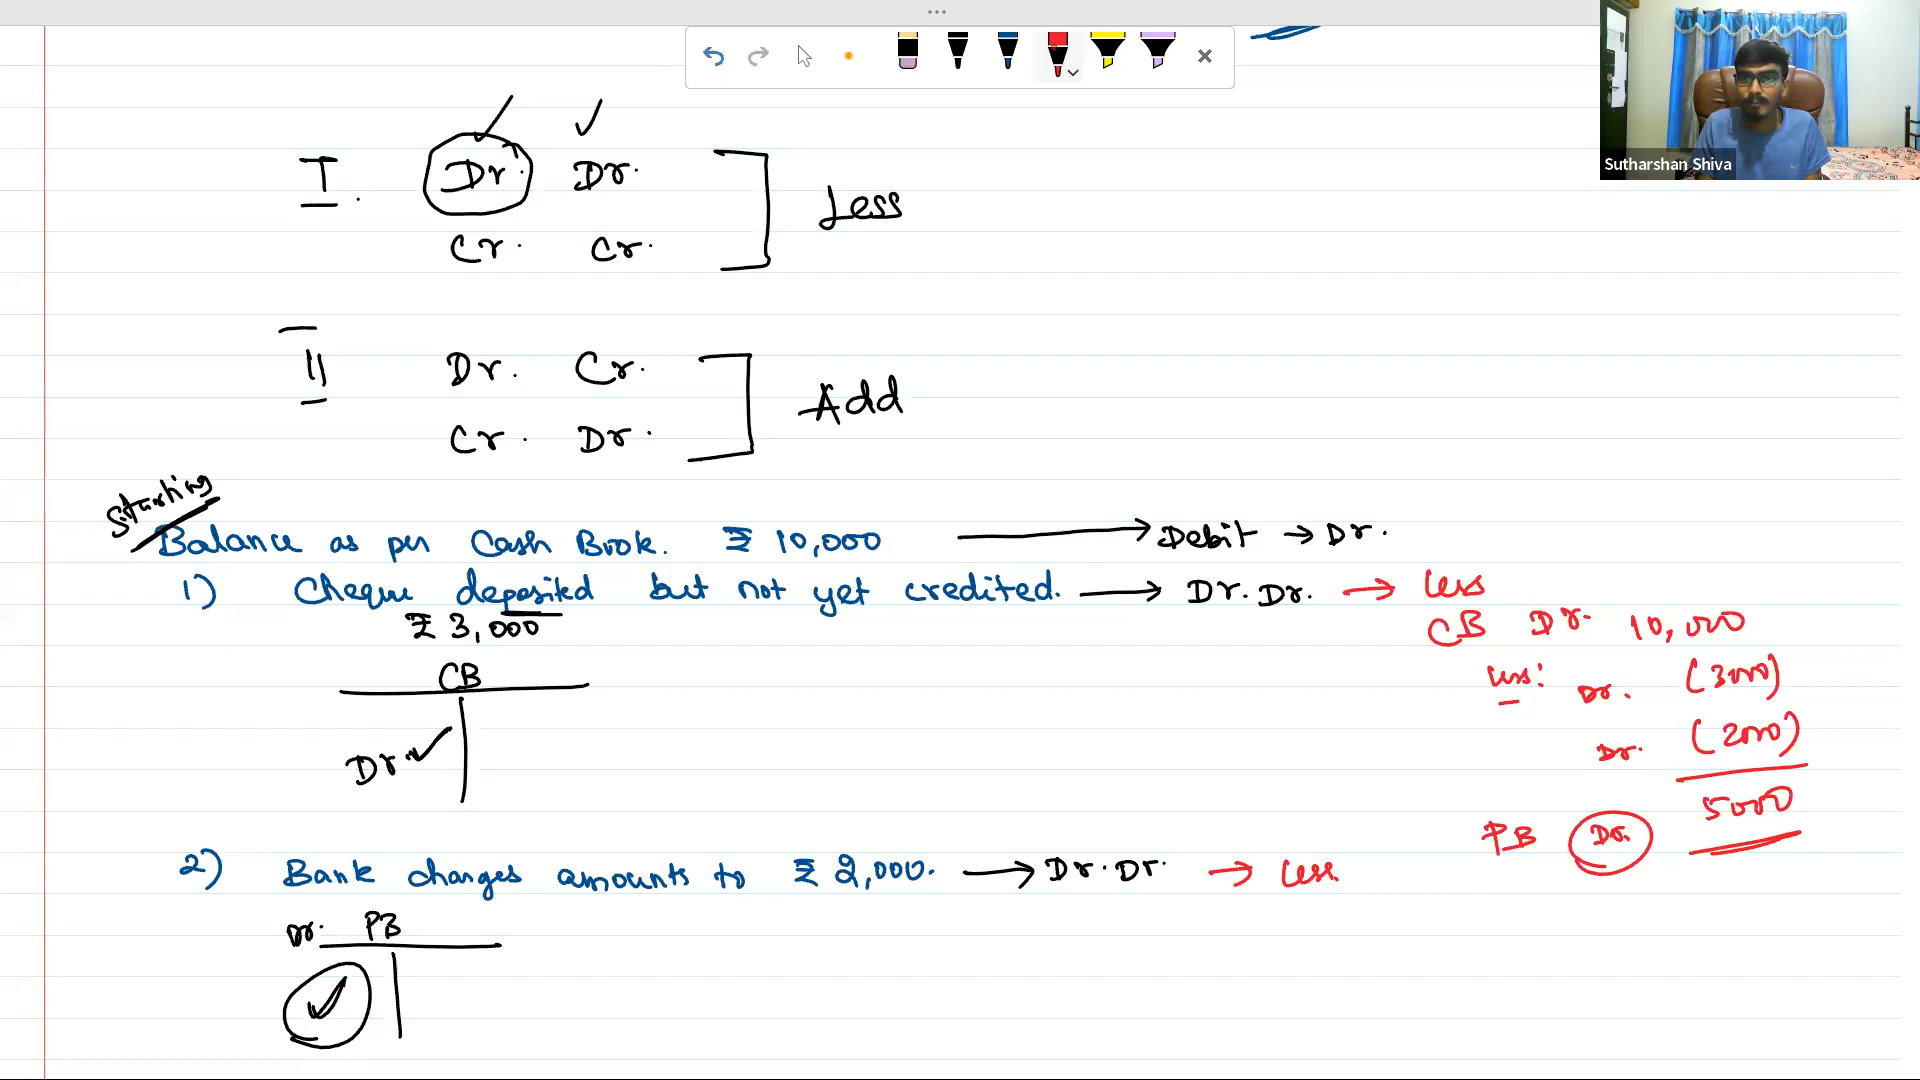 Sutharshan Shiva
I. Dr. Dr. Less
Cr. Cr.
II Dr. Cr. Add
Cr. Dr.
Starting
Balance as per Cash Book. ₹ 10,000 → Debit → Dr.
1) Cheque deposited but not yet credited. → Dr. Dr. → Less
₹ 3,000
CB Dr. 10,000
CB
Less: Dr. (3000)
Dr. (2000)
Dr.
5000
PB Dr.
2) Bank charges amounts to ₹ 2,000. → Dr. Dr. → Less
Dr. PB